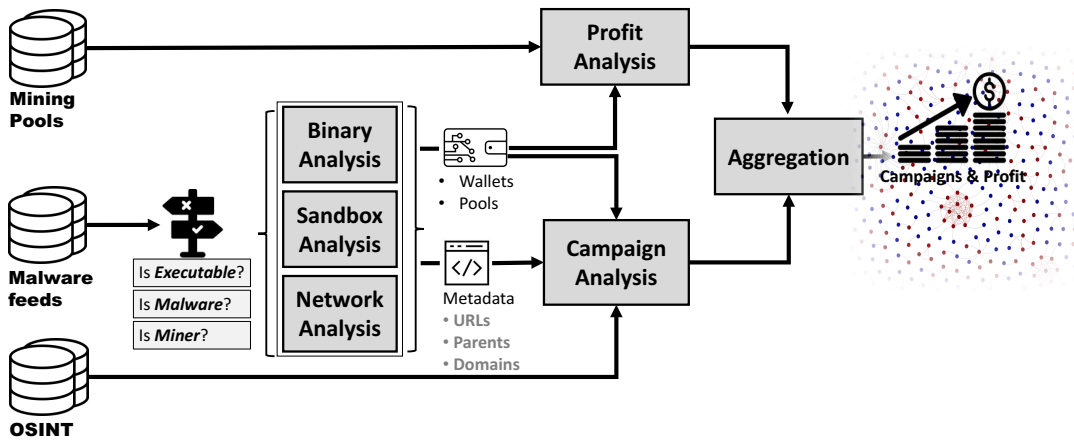 Mining
Pools
Malware
feeds
OSINT
Is Executable?
Is Malware?
Is Miner?
Binary
Analysis
Sandbox
Analysis
Network
Analysis
• Wallets
• Pools
</>
Metadata
• URLs
• Parents
• Domains
Profit
Analysis
Campaign
Analysis
Aggregation
$
Campaigns & Profit